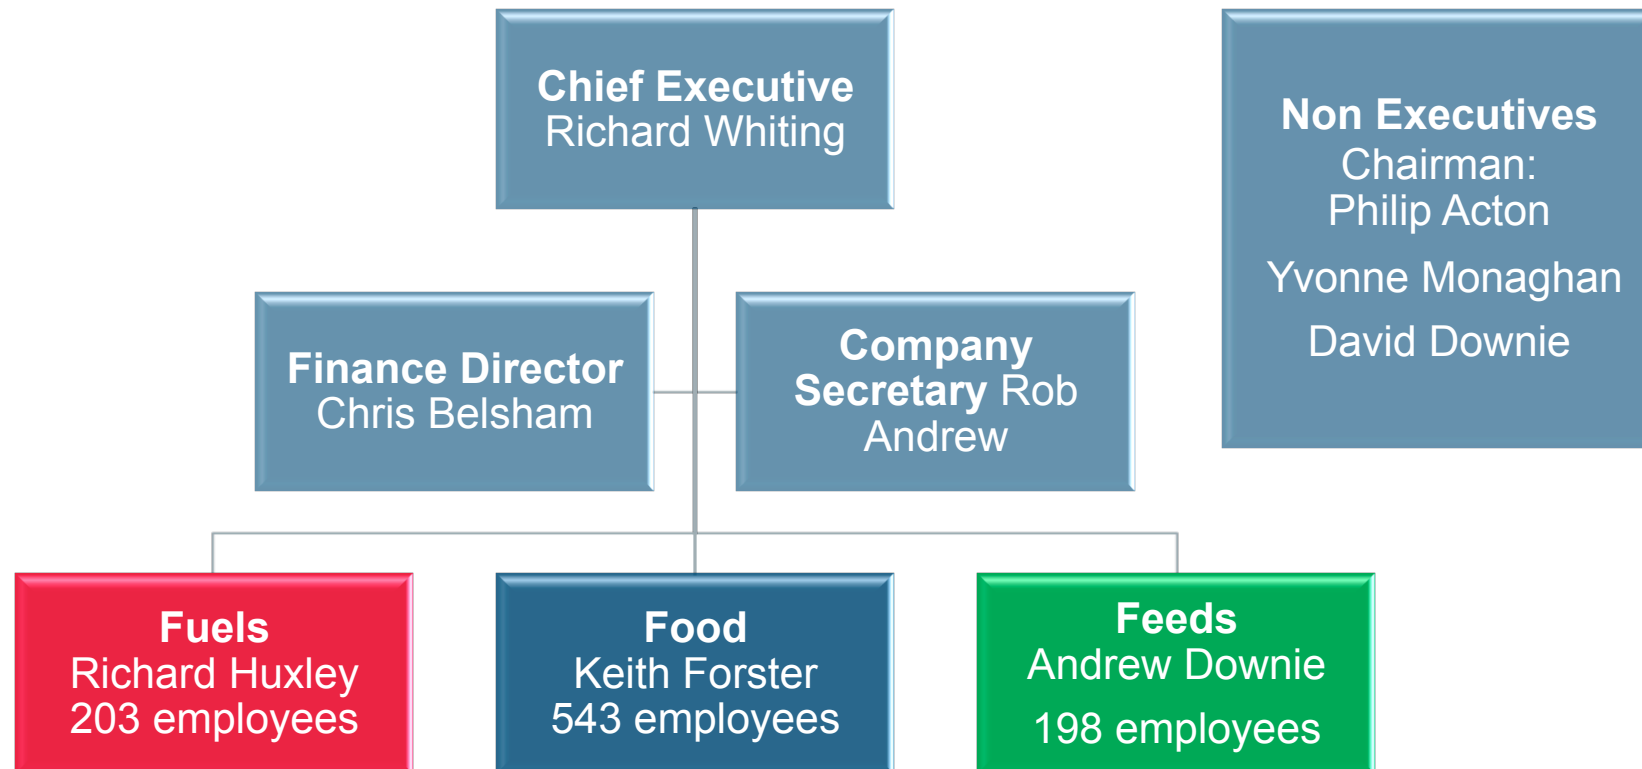 Chief Executive
Richard Whiting
Non Executives
Chairman:
Philip Acton
Yvonne Monaghan
David Downie
Finance Director
Chris Belsham
Company
Secretary Rob
Andrew
Fuels
Richard Huxley
203 employees
Food
Keith Forster
543 employees
Feeds
Andrew Downie
198 employees